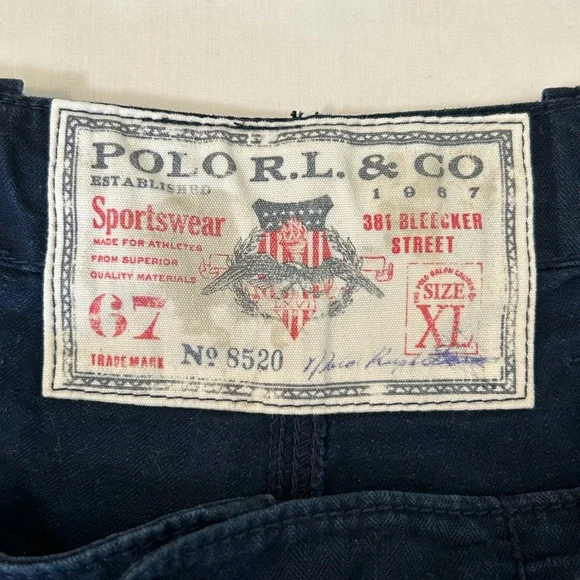 POLO R.L. & CO
ESTABLISHED 1967
Sportswear
MADE FOR ATHLETES
FROM SUPERIOR
QUALITY MATERIALS
67
TRADE MARK
No 8520
381 BLEECKER
STREET
SIZE
XL